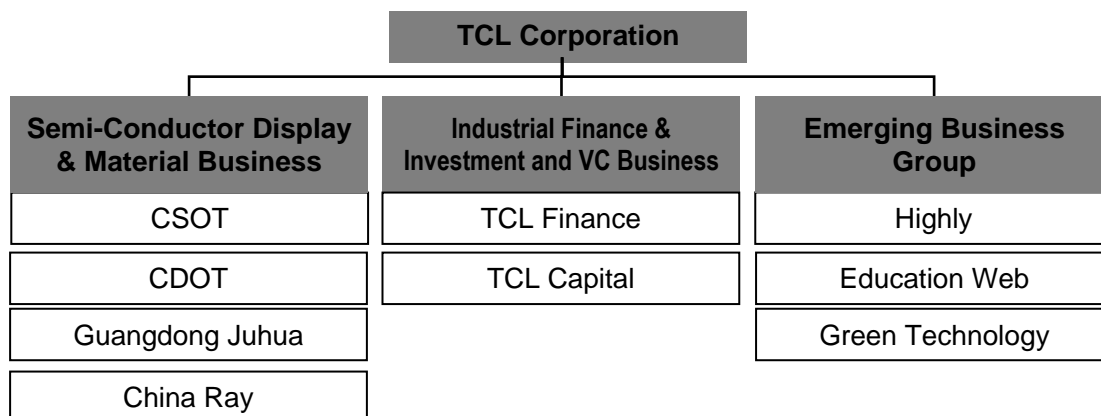 TCL Corporation
Semi-Conductor Display
& Material Business
CSOT
CDOT
Guangdong Juhua
China Ray
Industrial Finance &
Investment and VC Business
TCL Finance
TCL Capital
Emerging Business
Group
Highly
Education Web
Green Technology